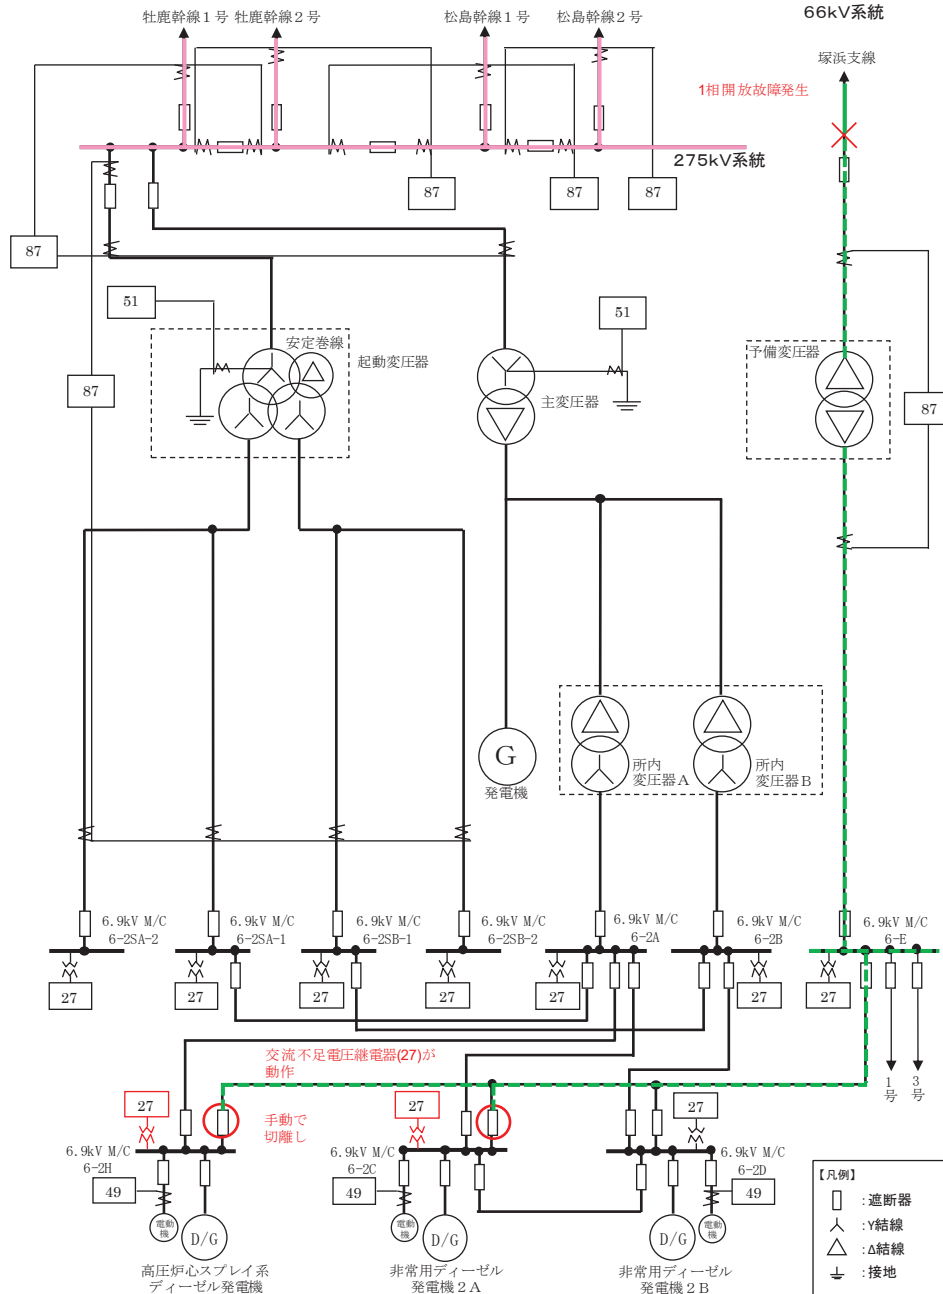 66kV系統
牡鹿幹線1号
牡鹿幹線2号
松島幹線1号
松島幹線2号
塚浜支線
1相開放故障発生
275kV系統
87
87
87
87
51
51
安定巻線
起動変圧器
主変圧器
予備変圧器
87
87
G
発電機
所内
変圧器A
所内
変圧器B
6.9kV M/C
6-2SA-2
6.9kV M/C
6-2SA-1
6.9kV M/C
6-2SB-1
6.9kV M/C
6-2SB-2
6.9kV M/C
6-2A
6.9kV M/C
6-2B
6.9kV M/C
6-E
27
27
27
27
27
27
27
交流不足電圧継電器(27)が
動作
1号
3号
27
手動で
切離し
27
27
6.9kV M/C
6-2H
6.9kV M/C
6-2C
6.9kV M/C
6-2D
49
49
49
電動機
D/G
電動機
D/G
D/G
電動機
高圧炉心スプレイ系
ディーゼル発電機
非常用ディーゼル
発電機2A
非常用ディーゼル
発電機2B
【凡例】
:遮断器
:Y結線
:Δ結線
:接地